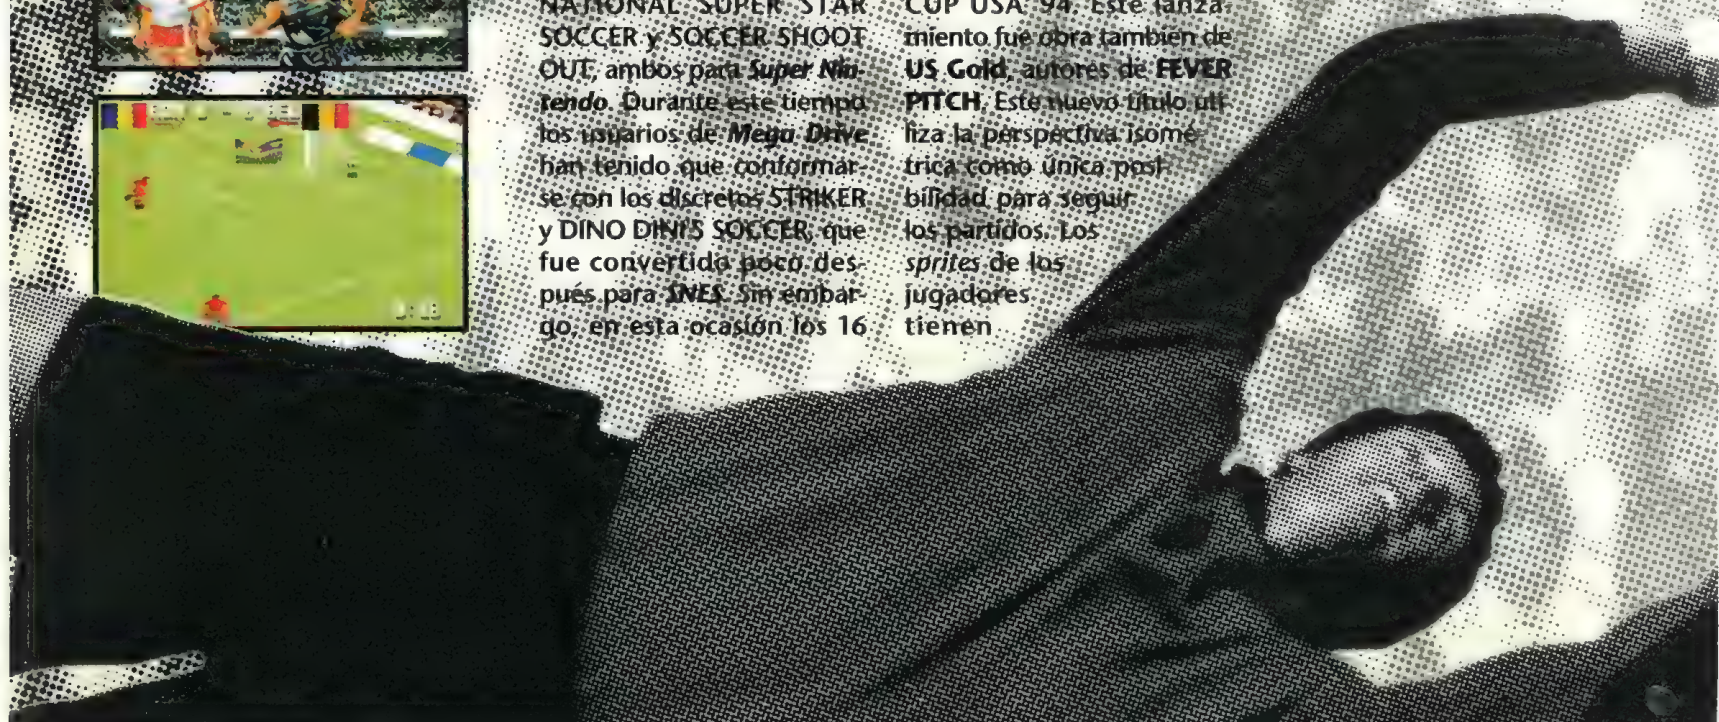 NATIONAL SUPER STAR
SOCCER y SOCCER SHOOT
OUT, ambos para Super Nin-
tendo. Durante este tiempo
los usuarios de Mega Drive
han tenido que conformar-
se con los discretos STRIKER
y DINO DINI'S SOCCER, que
fue convertido poco des-
pués para SNES. Sin embar-
go, en esta ocasión los 16
CUP USA 94. Este lanza-
miento fue obra también de
US Gold, autores de FEVER
PITCH. Este nuevo título uti-
liza la perspectiva isomé-
trica como única posi-
bilidad para seguir
los partidos. Los
sprites de los
jugadores
tienen